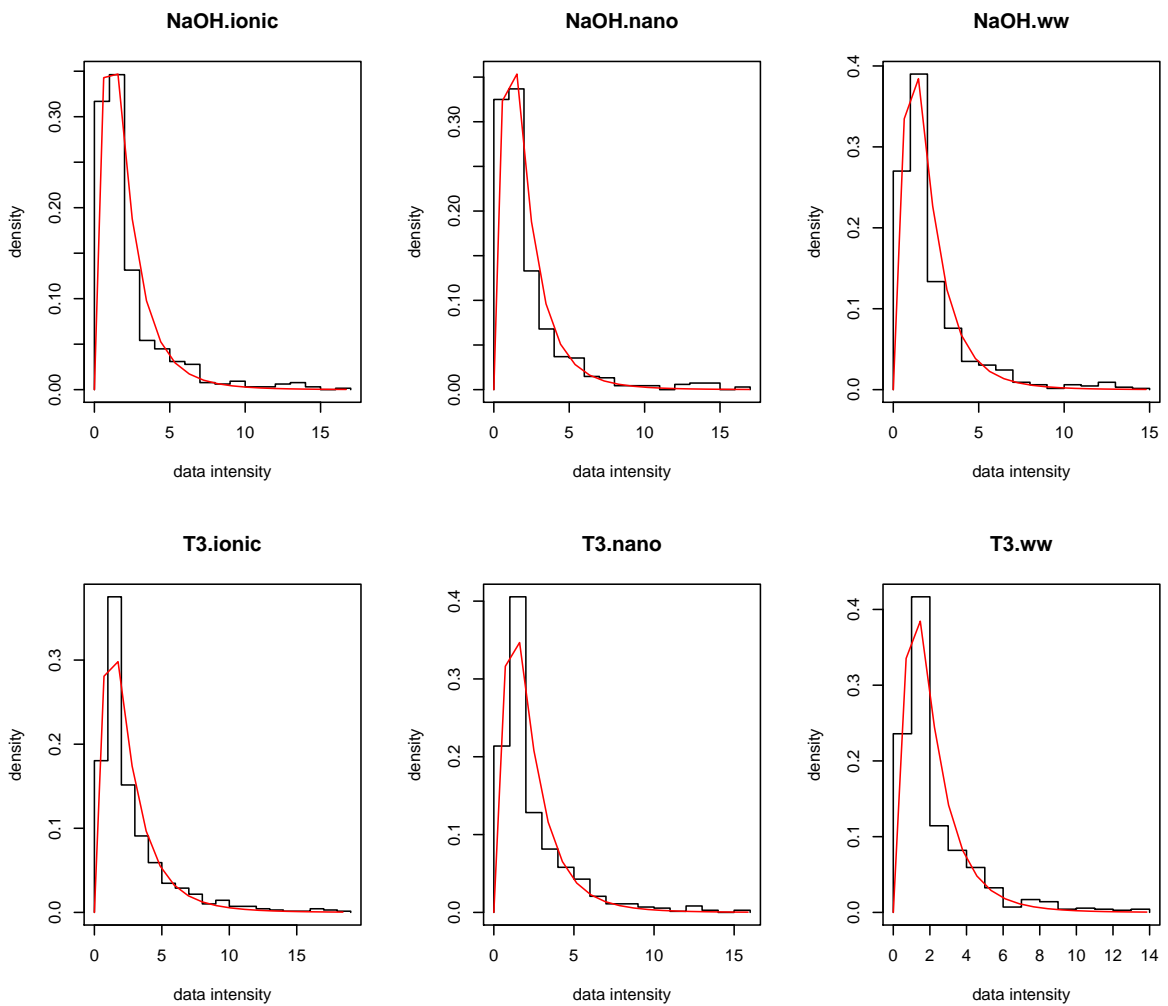 NaOH.ionic
NaOH.nano
NaOH.ww
density
0.00 0.10 0.20 0.30
0 5 10 15
data intensity
density
0.00 0.10 0.20 0.30
0 5 10 15
data intensity
density
0.0 0.1 0.2 0.3 0.4
0 5 10 15
data intensity
T3.ionic
T3.nano
T3.ww
density
0.0 0.1 0.2 0.3
0 5 10 15
data intensity
density
0.0 0.1 0.2 0.3 0.4
0 5 10 15
data intensity
density
0.0 0.1 0.2 0.3 0.4
0 2 4 6 8 10 12 14
data intensity